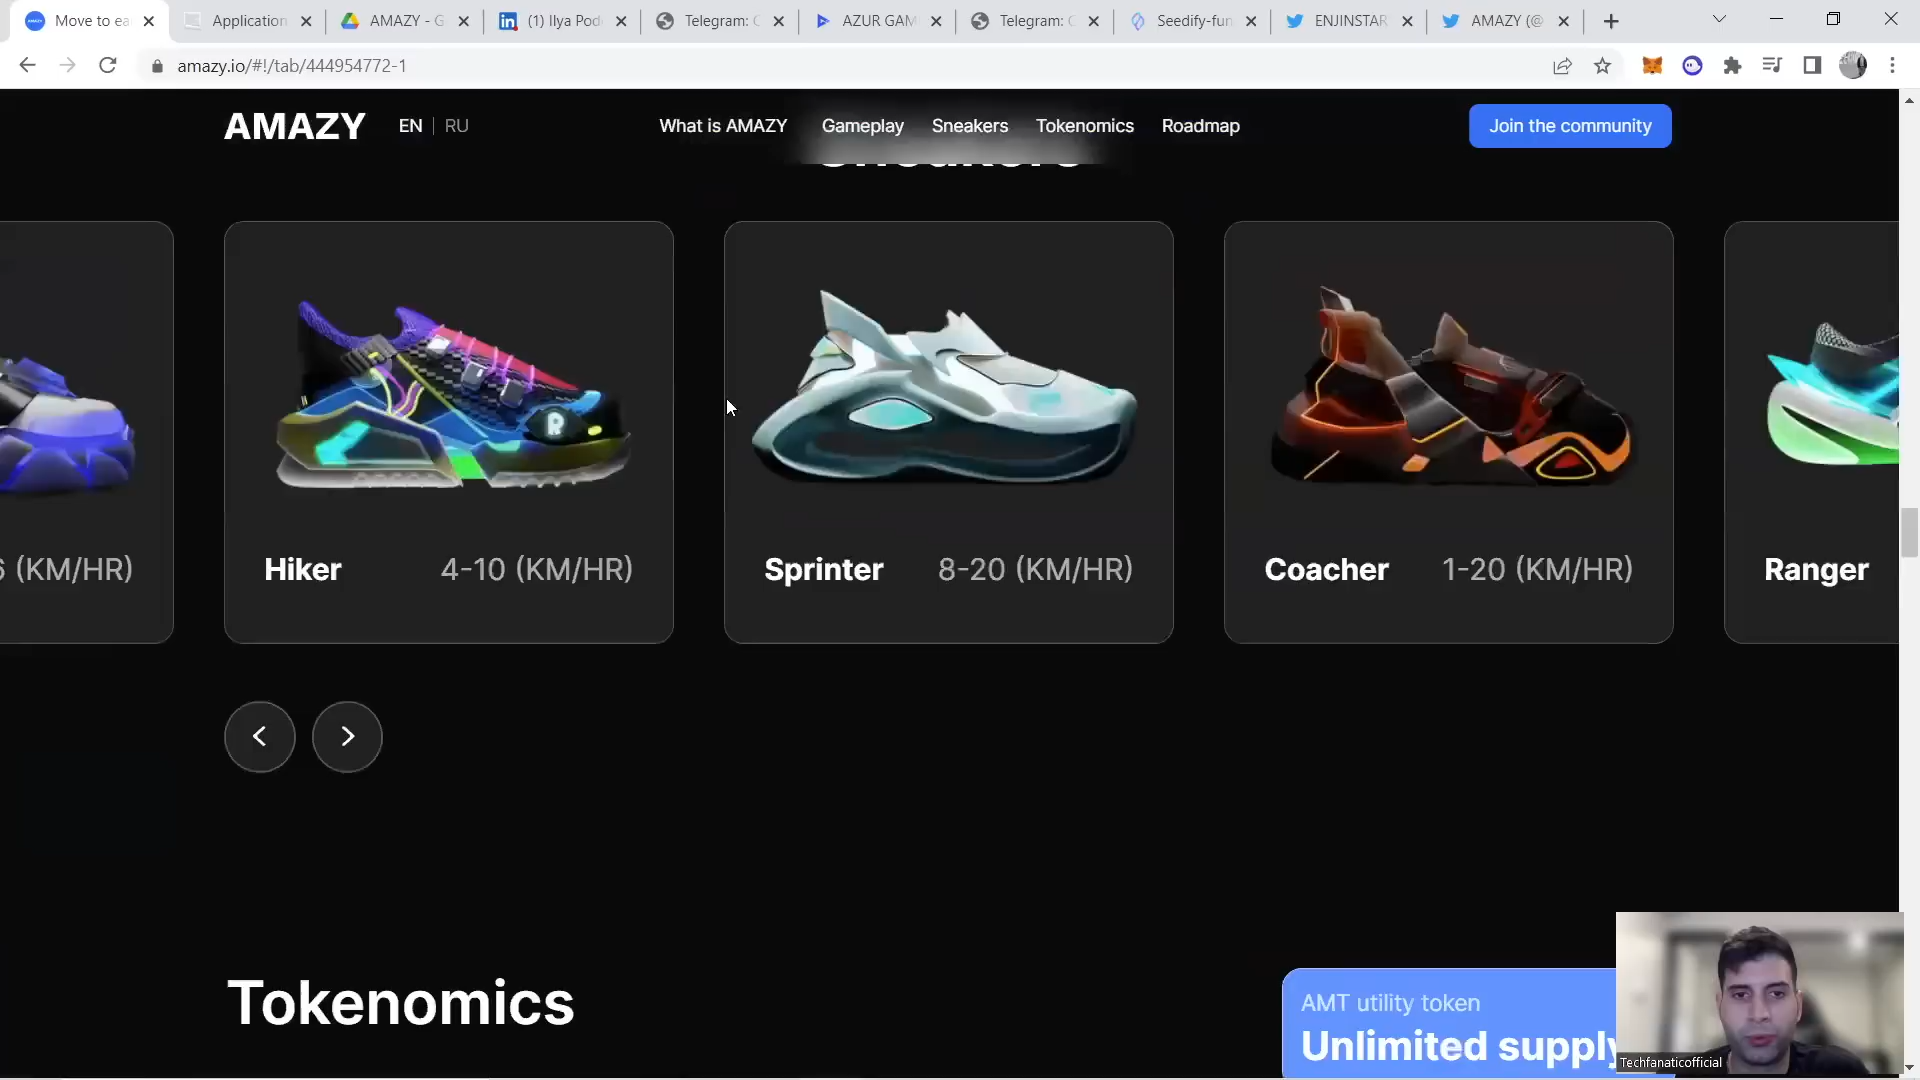 Move to ea
Application
AMAZY - G
(1) Ilya Pod
Telegram: C
AZUR GAM
Telegram: C
Seedify-fun
ENJINSTAR
AMAZY (@
amazy.io/#!/tab/444954772-1
AMAZY
EN | RU
What is AMAZY
Gameplay
Sneakers
Tokenomics
Roadmap
Join the community
Sneakers
6 (KM/HR)
Hiker
4-10 (KM/HR)
Sprinter
8-20 (KM/HR)
Coacher
1-20 (KM/HR)
Ranger
Tokenomics
AMT utility token
Unlimited supply
Techfanaticofficial